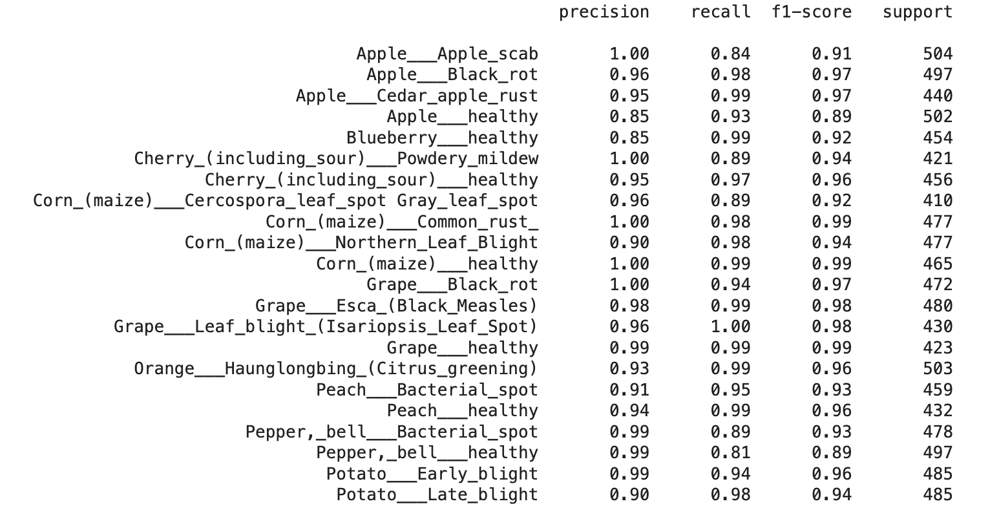 precision recall f1-score support
Apple___Apple_scab 1.00 0.84 0.91 504
Apple___Black_rot 0.96 0.98 0.97 497
Apple___Cedar_apple_rust 0.95 0.99 0.97 440
Apple___healthy 0.85 0.93 0.89 502
Blueberry___healthy 0.85 0.99 0.92 454
Cherry_(including_sour)___Powdery_mildew 1.00 0.89 0.94 421
Cherry_(including_sour)___healthy 0.95 0.97 0.96 456
Corn_(maize)___Cercospora_leaf_spot Gray_leaf_spot 0.96 0.89 0.92 410
Corn_(maize)___Common_rust_ 1.00 0.98 0.99 477
Corn_(maize)___Northern_Leaf_Blight 0.90 0.98 0.94 477
Corn_(maize)___healthy 1.00 0.99 0.99 465
Grape___Black_rot 1.00 0.94 0.97 472
Grape___Esca_(Black_Measles) 0.98 0.99 0.98 480
Grape___Leaf_blight_(Isariopsis_Leaf_Spot) 0.96 1.00 0.98 430
Grape___healthy 0.99 0.99 0.99 423
Orange___Haunglongbing_(Citrus_greening) 0.93 0.99 0.96 503
Peach___Bacterial_spot 0.91 0.95 0.93 459
Peach___healthy 0.94 0.99 0.96 432
Pepper,_bell___Bacterial_spot 0.99 0.89 0.93 478
Pepper,_bell___healthy 0.99 0.81 0.89 497
Potato___Early_blight 0.99 0.94 0.96 485
Potato___Late_blight 0.90 0.98 0.94 485